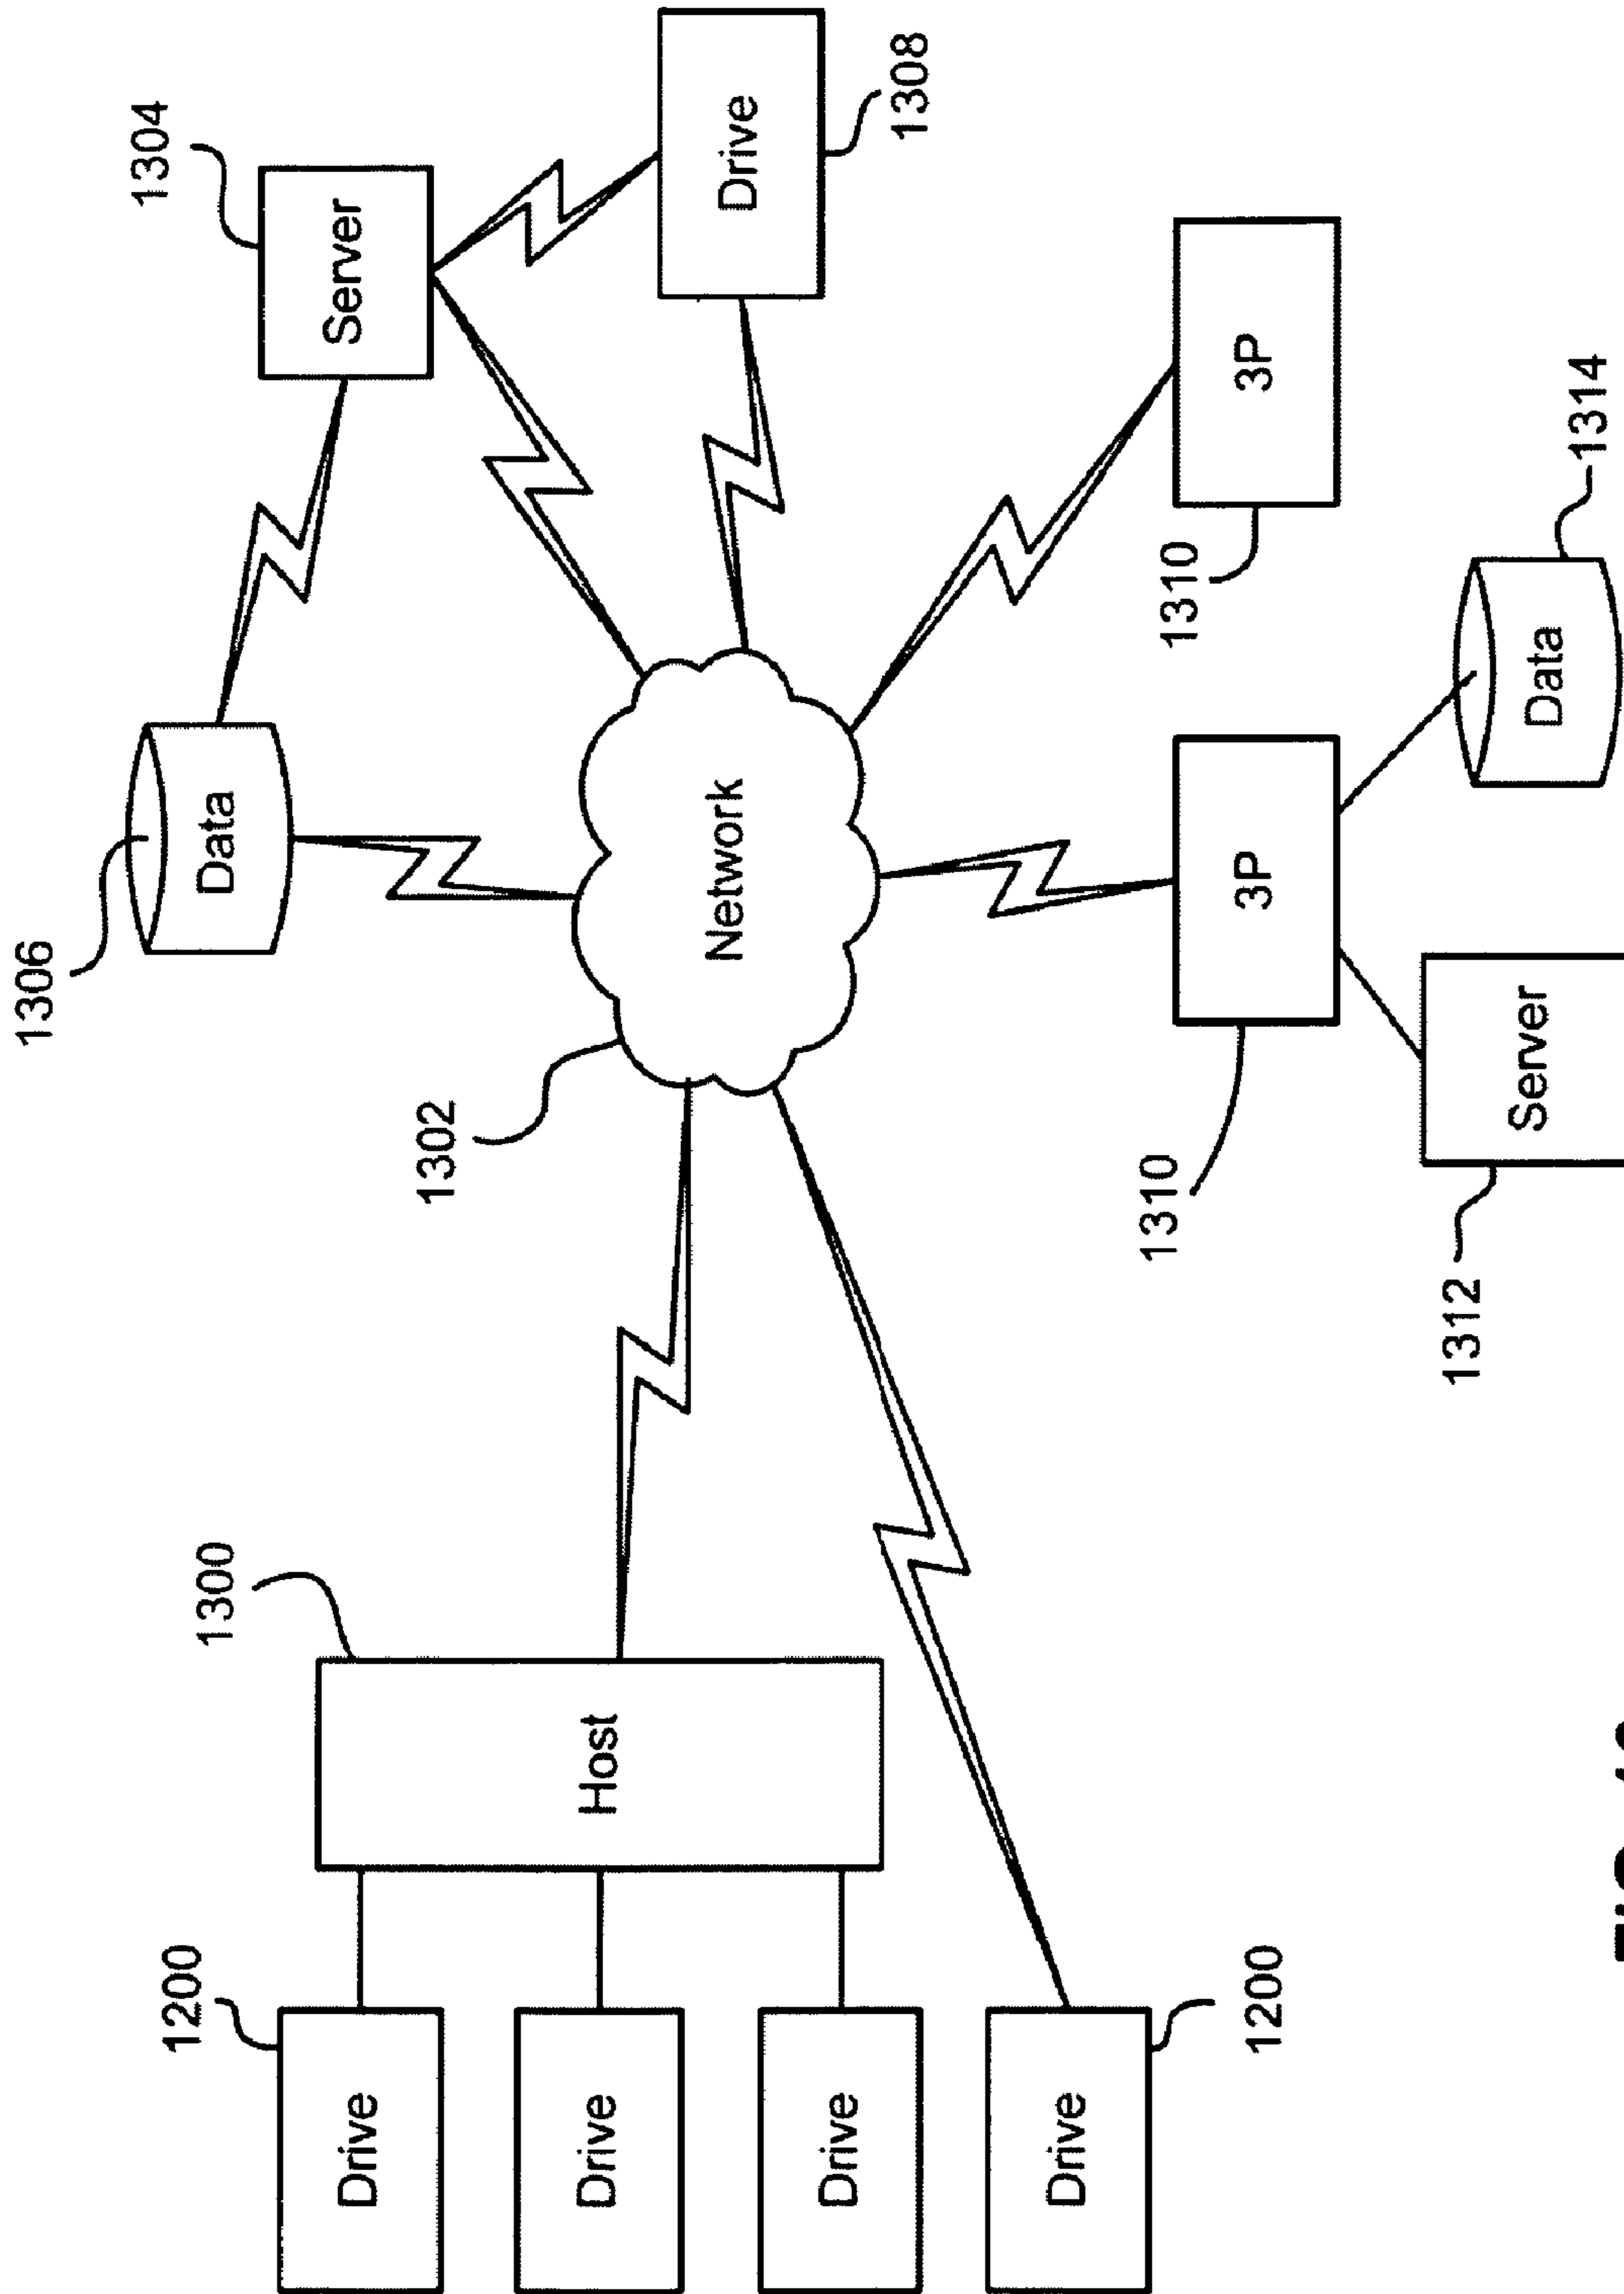 1306
1304
1200
1300
Data
Server
Drive
1302
Drive
Host
Network
Drive
Drive
1308
Drive
1310
1310
1200
3P
3P
1312
Server
Data
1314
FIG.